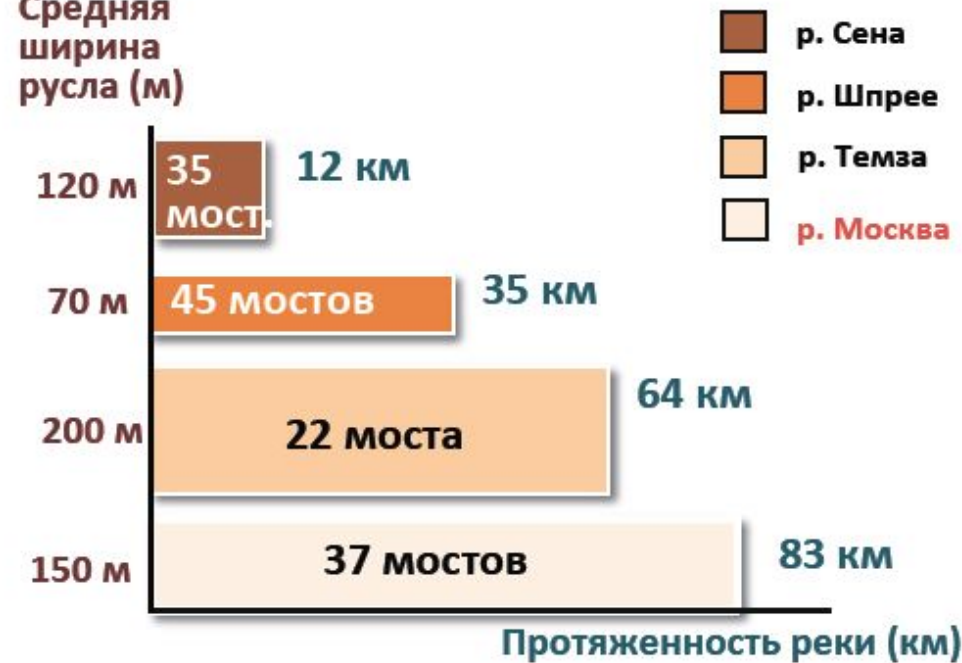 Средняя
ширина
русла (м)
р. Сена
р. Шпрее
р. Темза
р. Москва
120 м
35
мост.
12 км
70 м
45 мостов
35 км
200 м
22 моста
64 км
150 м
37 мостов
83 км
Протяженность реки (км)